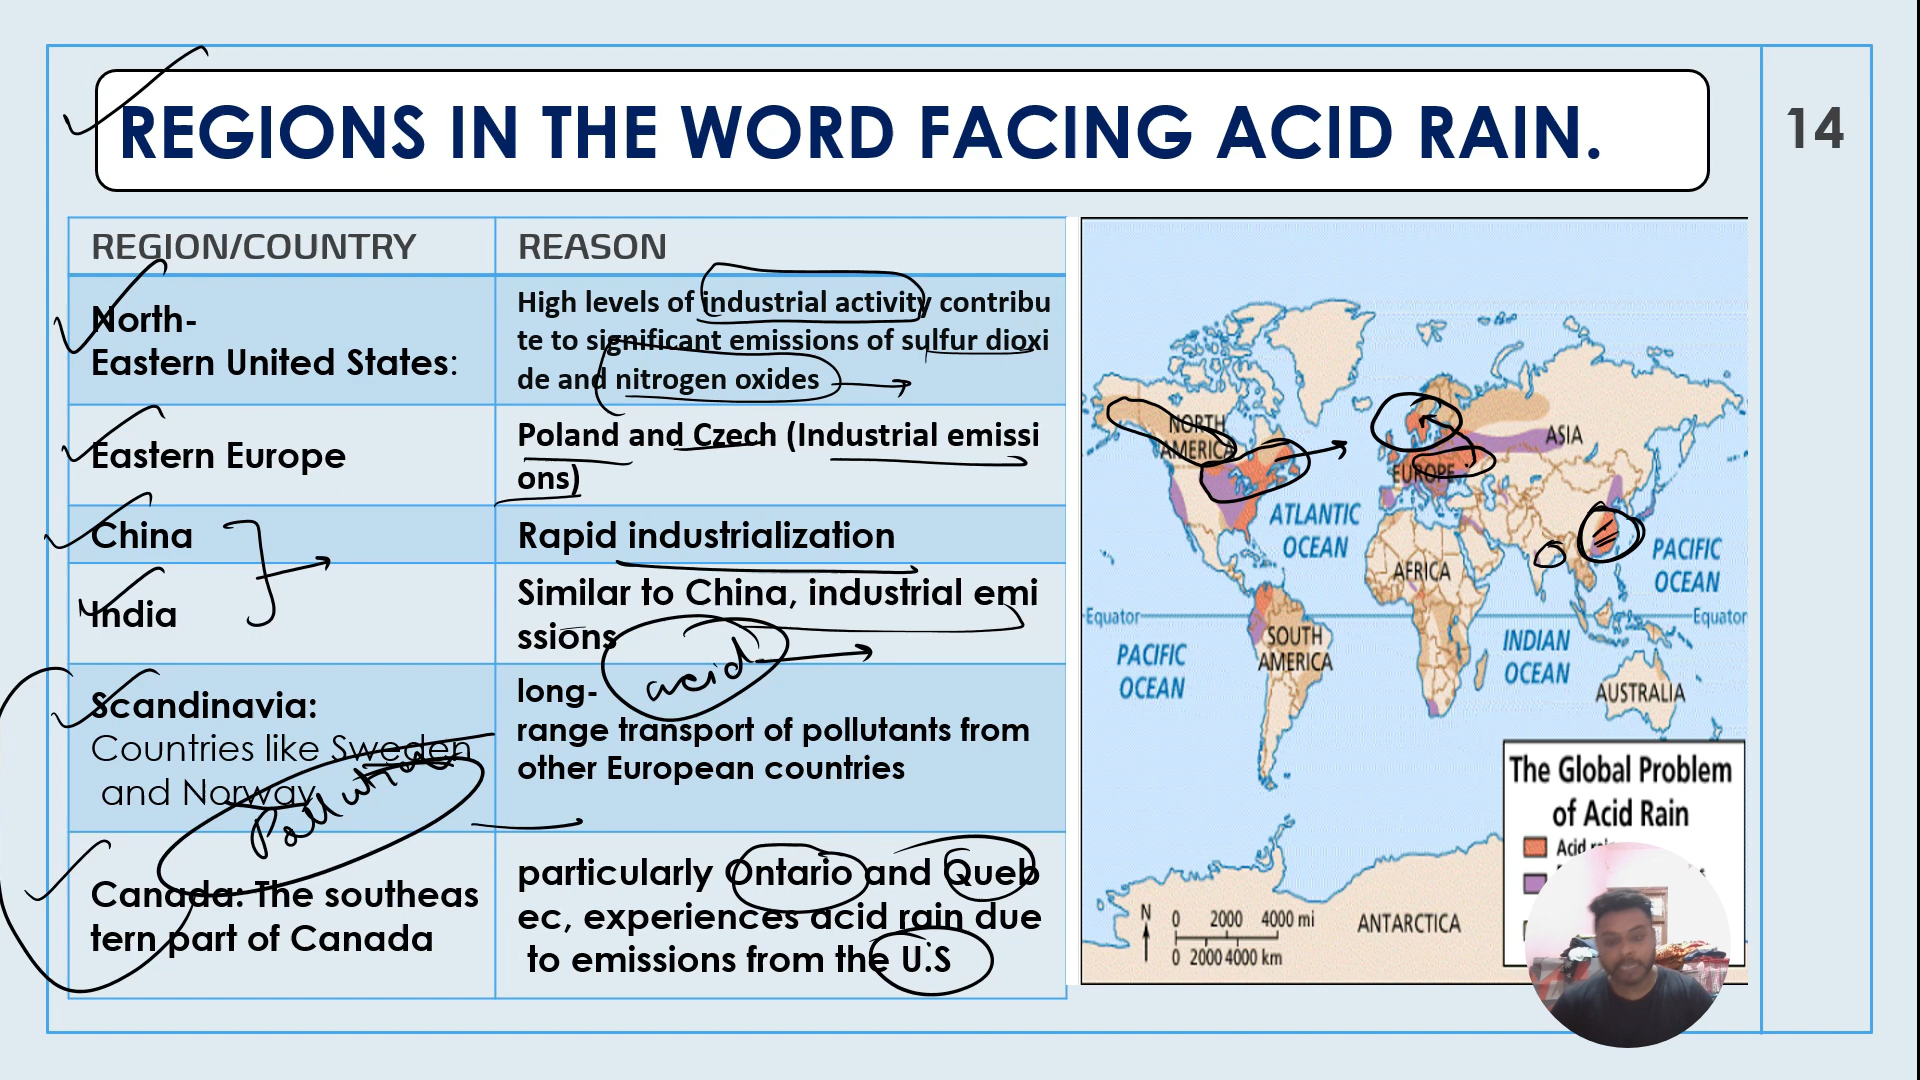 REGIONS IN THE WORD FACING ACID RAIN.
14
REGION/COUNTRY
REASON
North-
Eastern United States:
High levels of industrial activity contribu
te to significant emissions of sulfur dioxi
de and nitrogen oxides
Eastern Europe
Poland and Czech (Industrial emissi
ons)
China
Rapid industrialization
India
Similar to China, industrial emi
ssions
acid
Scandinavia:
Countries like Sweden
and Norway
long-
range transport of pollutants from
other European countries
Canada: The southeas
tern part of Canada
particularly Ontario and Queb
ec, experiences acid rain due
to emissions from the U.S
NORTH
AMERICA
EUROPE
ASIA
ATLANTIC
OCEAN
PACIFIC
OCEAN
AFRICA
Equator
Equator
SOUTH
AMERICA
INDIAN
OCEAN
PACIFIC
OCEAN
AUSTRALIA
The Global Problem
of Acid Rain
Acid
N
0 2000 4000 mi
0 2000 4000 km
ANTARCTICA